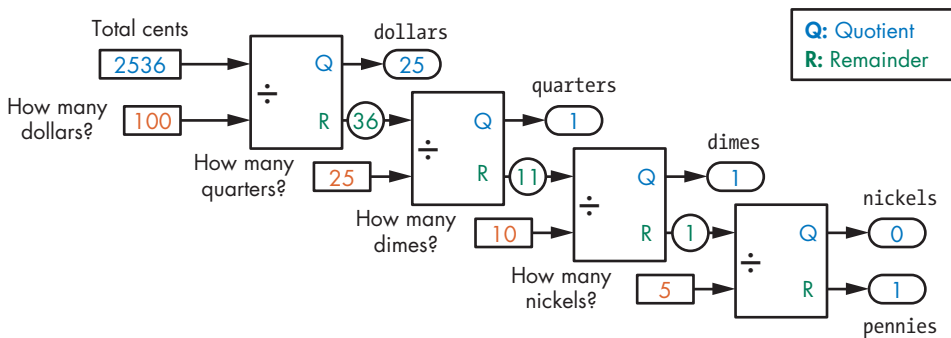 Total cents
2536
dollars
Q
25
÷
How many
dollars?
100
R
36
Q: Quotient
R: Remainder
quarters
Q
1
÷
How many
quarters?
25
R
11
dimes
Q
1
÷
How many
dimes?
10
R
1
nickels
Q
0
÷
How many
nickels?
5
R
1
pennies